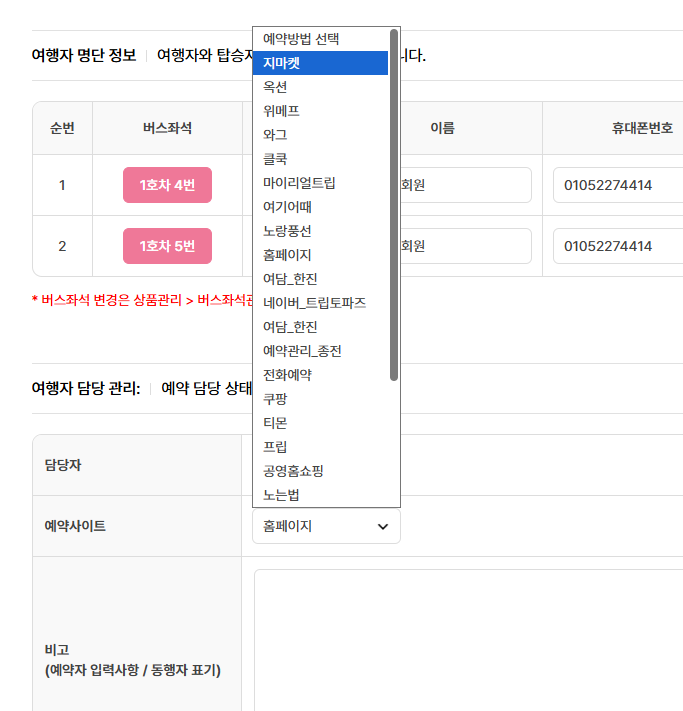 여행자 명단 정보
여행자와 탑승자
니다.
순번
버스좌석
이름
휴대폰번호
1
1호차 4번
회원
01052274414
2
1호차 5번
회원
01052274414
* 버스좌석 변경은 상품관리 > 버스좌석관
예약방법 선택
지마켓
옥션
위메프
와그
클룩
마이리얼트립
여기어때
노랑풍선
홈페이지
여담_한진
네이버_트립토파즈
여담_한진
예약관리_종전
전화예약
쿠팡
티몬
프립
공영홈쇼핑
노는법
여행자 담당 관리:
예약 담당 상태
담당자
예약사이트
홈페이지
비고
(예약자 입력사항 / 동행자 표기)